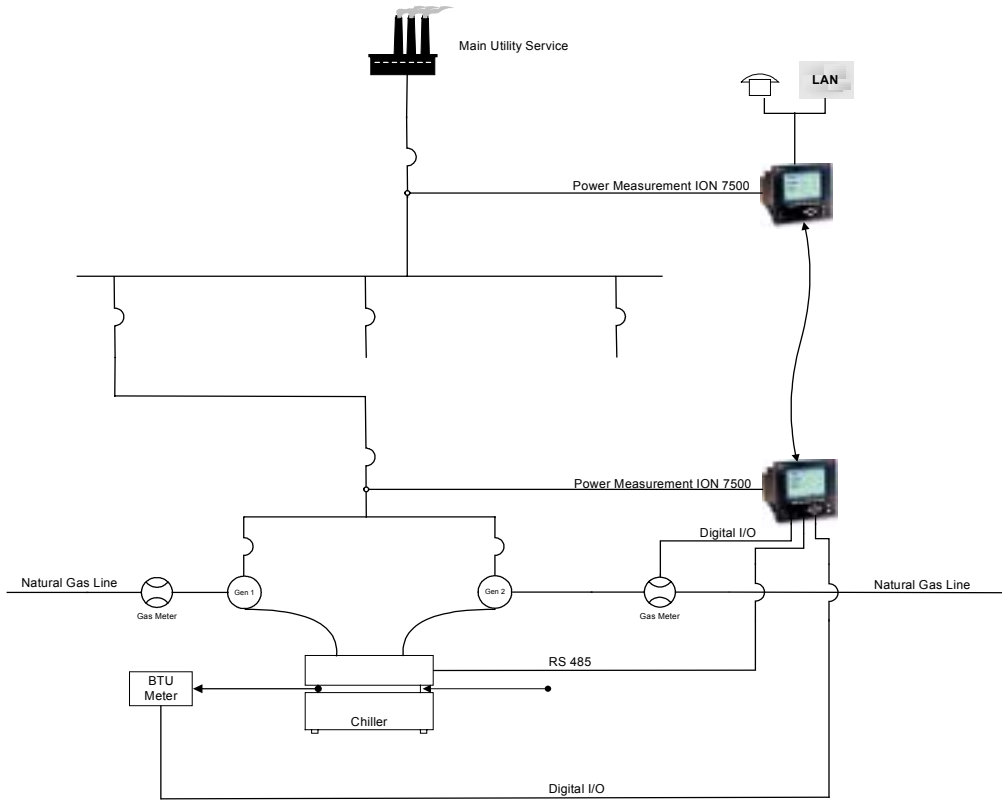 Main Utility Service
LAN
Power Measurement ION 7500
Power Measurement ION 7500
Digital I/O
Natural Gas Line
Gen 1
Gen 2
Natural Gas Line
Gas Meter
Gas Meter
RS 485
BTU
Meter
Chiller
Digital I/O